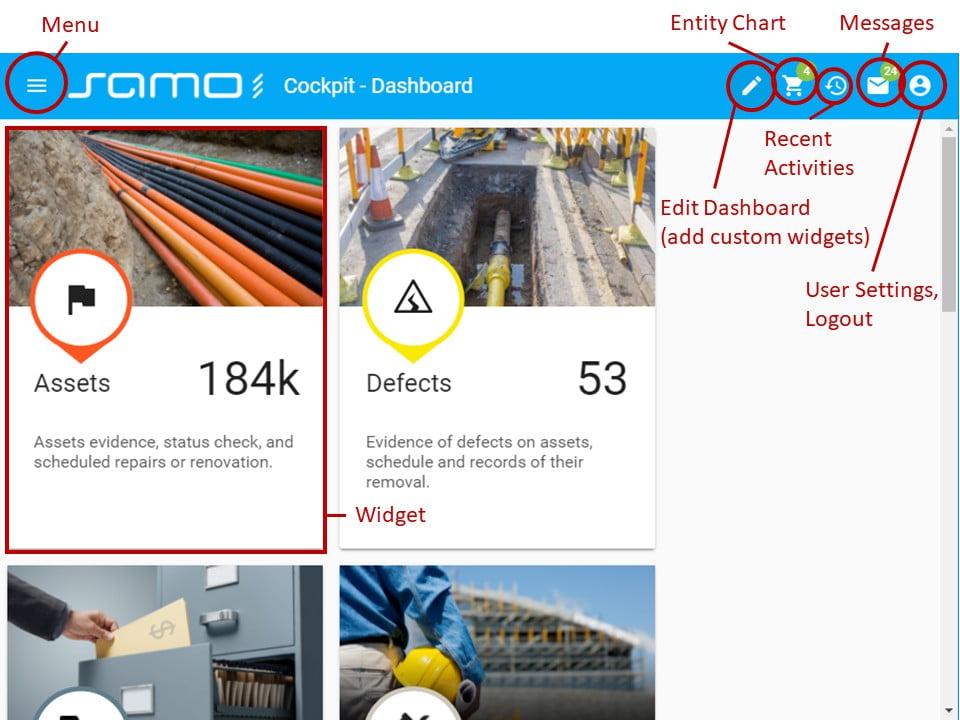 Menu
Entity Chart
Messages
samo
Cockpit - Dashboard
4
24
Recent
Activities
Edit Dashboard
(add custom widgets)
User Settings,
Logout
Assets
184k
Assets evidence, status check, and
scheduled repairs or renovation.
Defects
53
Evidence of defects on assets,
schedule and records of their
removal.
Widget
$